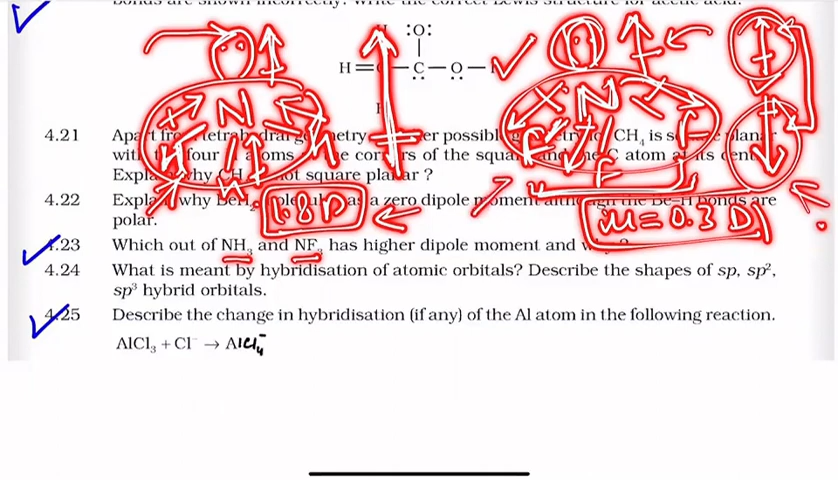 :O:
H = C — C — O — H
4.21 Apart from tetrahedral geometry, another possible geometry for CH4 is square planar
with the four H atoms at the corners of the square and the C atom at its centre.
Explain why CH4 is not square planar ?
4.22 Explain why BeH2 molecule has a zero dipole moment although the Be–H bonds are
polar.
4.23 Which out of NH3 and NF3 has higher dipole moment and why?
4.24 What is meant by hybridisation of atomic orbitals? Describe the shapes of sp, sp²,
sp³ hybrid orbitals.
4.25 Describe the change in hybridisation (if any) of the Al atom in the following reaction.
AlCl3 + Cl⁻ → AlCl4⁻
N
H
1.8D
N
F
F
F
μ = 0.3 D